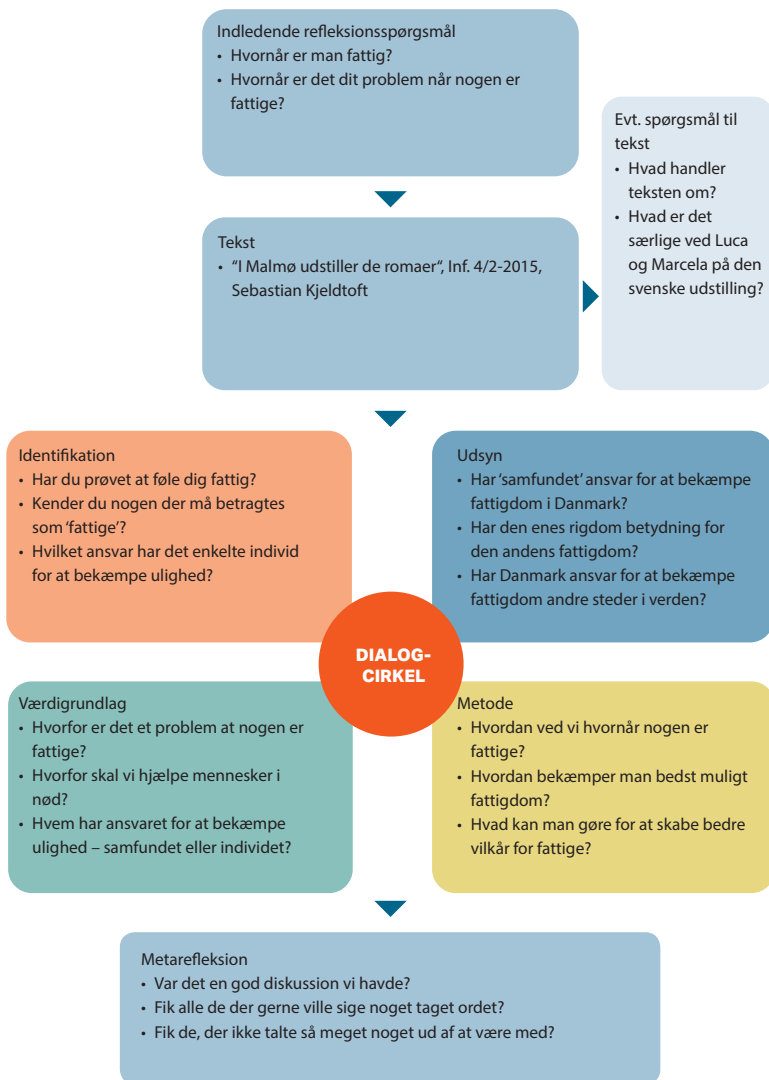 Indledende refleksionsspørgsmål
• Hvornår er man fattig?
• Hvornår er det dit problem når nogen er
fattige?
Tekst
• “I Malmø udstiller de romaer“, Inf. 4/2-2015,
Sebastian Kjeldtoft
Evt. spørgsmål til
tekst
• Hvad handler
teksten om?
• Hvad er det
særlige ved Luca
og Marcela på den
svenske udstilling?
Identifikation
• Har du prøvet at føle dig fattig?
• Kender du nogen der må betragtes
som ‘fattige’?
• Hvilket ansvar har det enkelte individ
for at bekæmpe ulighed?
Udsyn
• Har ‘samfundet’ ansvar for at bekæmpe
fattigdom i Danmark?
• Har den enes rigdom betydning for
den andens fattigdom?
• Har Danmark ansvar for at bekæmpe
fattigdom andre steder i verden?
DIALOG-
CIRKEL
Værdigrundlag
• Hvorfor er det et problem at nogen er
fattige?
• Hvorfor skal vi hjælpe mennesker i
nød?
• Hvem har ansvaret for at bekæmpe
ulighed – samfundet eller individet?
Metode
• Hvordan ved vi hvornår nogen er
fattige?
• Hvordan bekæmper man bedst muligt
fattigdom?
• Hvad kan man gøre for at skabe bedre
vilkår for fattige?
Metarefleksion
• Var det en god diskussion vi havde?
• Fik alle de der gerne ville sige noget taget ordet?
• Fik de, der ikke talte så meget noget ud af at være med?